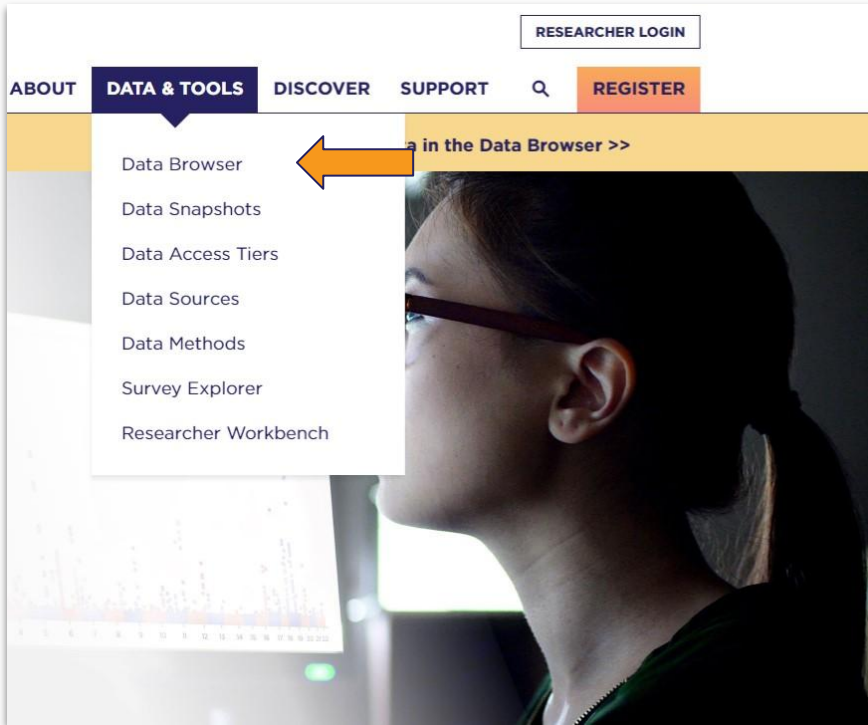 RESEARCHER LOGIN
ABOUT DATA & TOOLS DISCOVER SUPPORT REGISTER
in the Data Browser >>
Data Browser
Data Snapshots
Data Access Tiers
Data Sources
Data Methods
Survey Explorer
Researcher Workbench